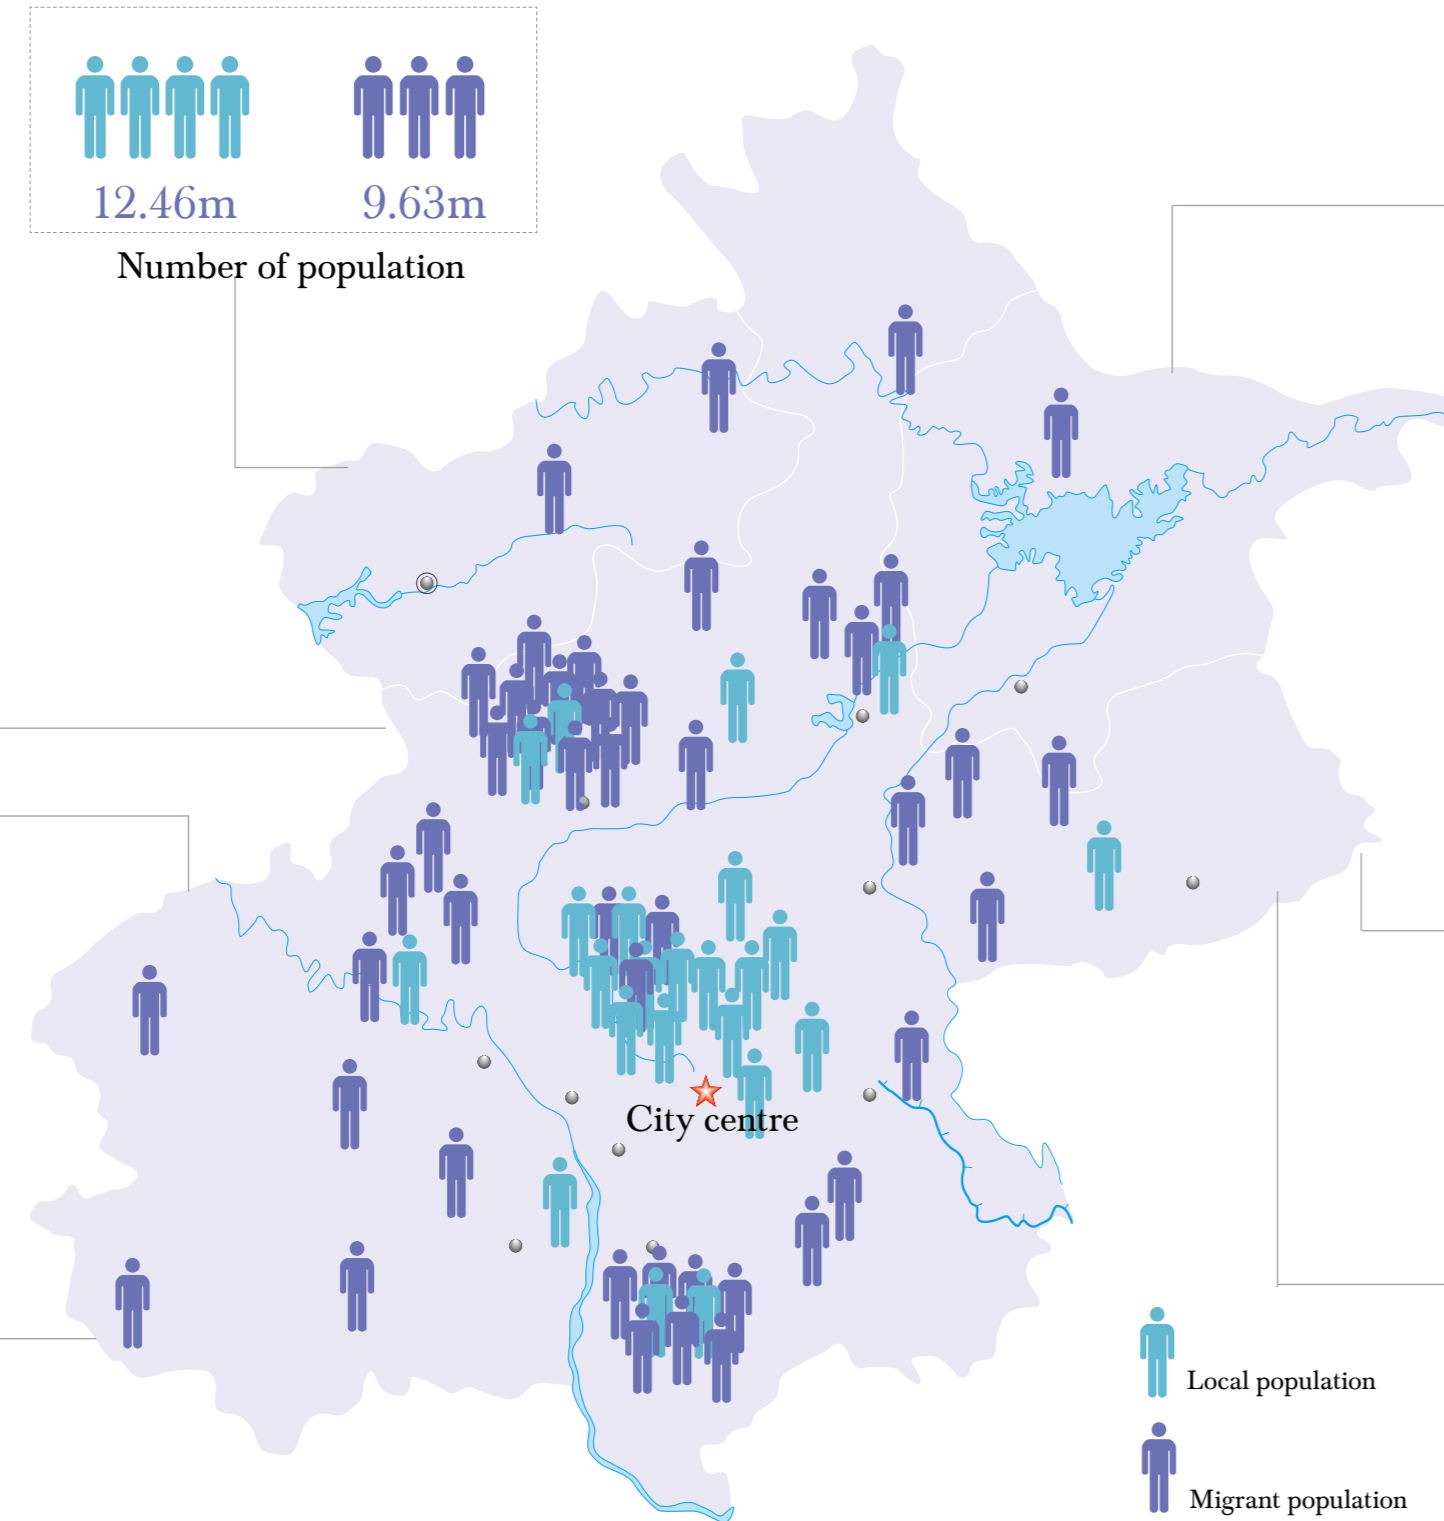 12.46m
9.63m
Number of population
City centre
Local population
Migrant population